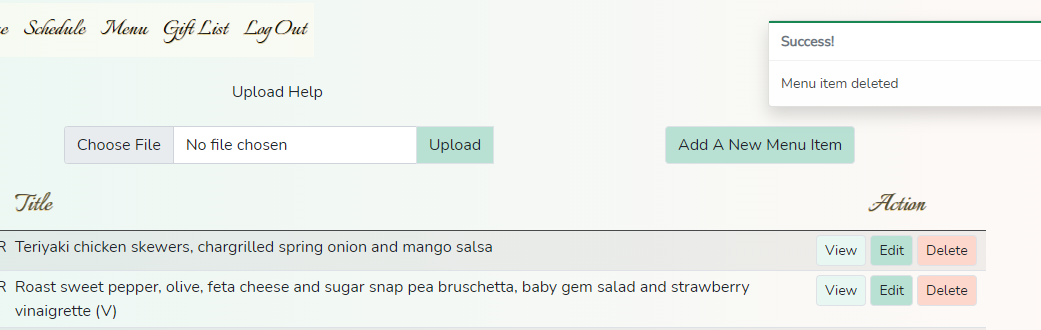 Schedule Menu Gift List Log Out
Success!
Menu item deleted
Upload Help
Choose File No file chosen Upload Add A New Menu Item
Title Action
Teriyaki chicken skewers, chargrilled spring onion and mango salsa View Edit Delete
Roast sweet pepper, olive, feta cheese and sugar snap pea bruschetta, baby gem salad and strawberry View Edit Delete
vinaigrette (V)